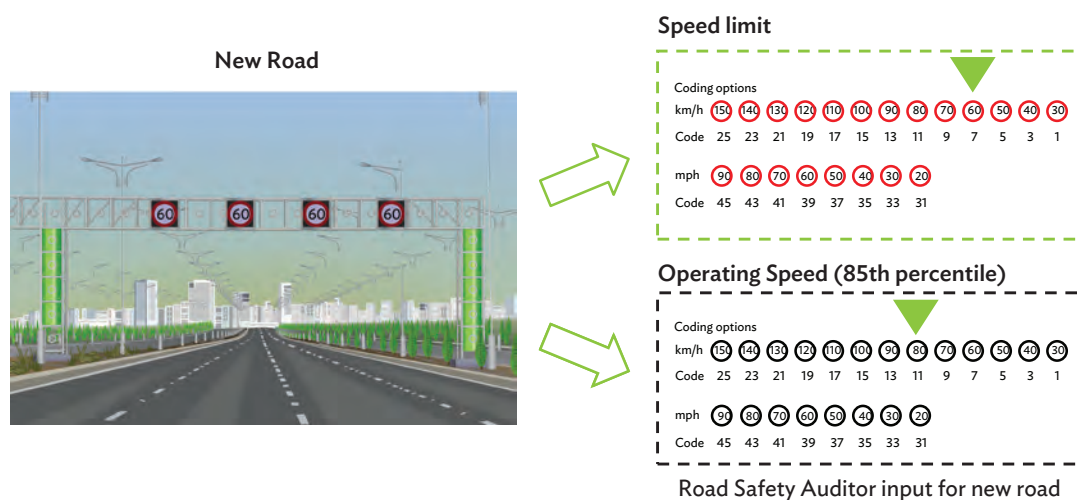 New Road
60 60 60 60
Speed limit
Coding options
km/h 150 140 130 120 110 100 90 80 70 60 50 40 30
Code 25 23 21 19 17 15 13 11 9 7 5 3 1
mph 90 80 70 60 50 40 30 20
Code 45 43 41 39 37 35 33 31
Operating Speed (85th percentile)
Coding options
km/h 150 140 130 120 110 100 90 80 70 60 50 40 30
Code 25 23 21 19 17 15 13 11 9 7 5 3 1
mph 90 80 70 60 50 40 30 20
Code 45 43 41 39 37 35 33 31
Road Safety Auditor input for new road